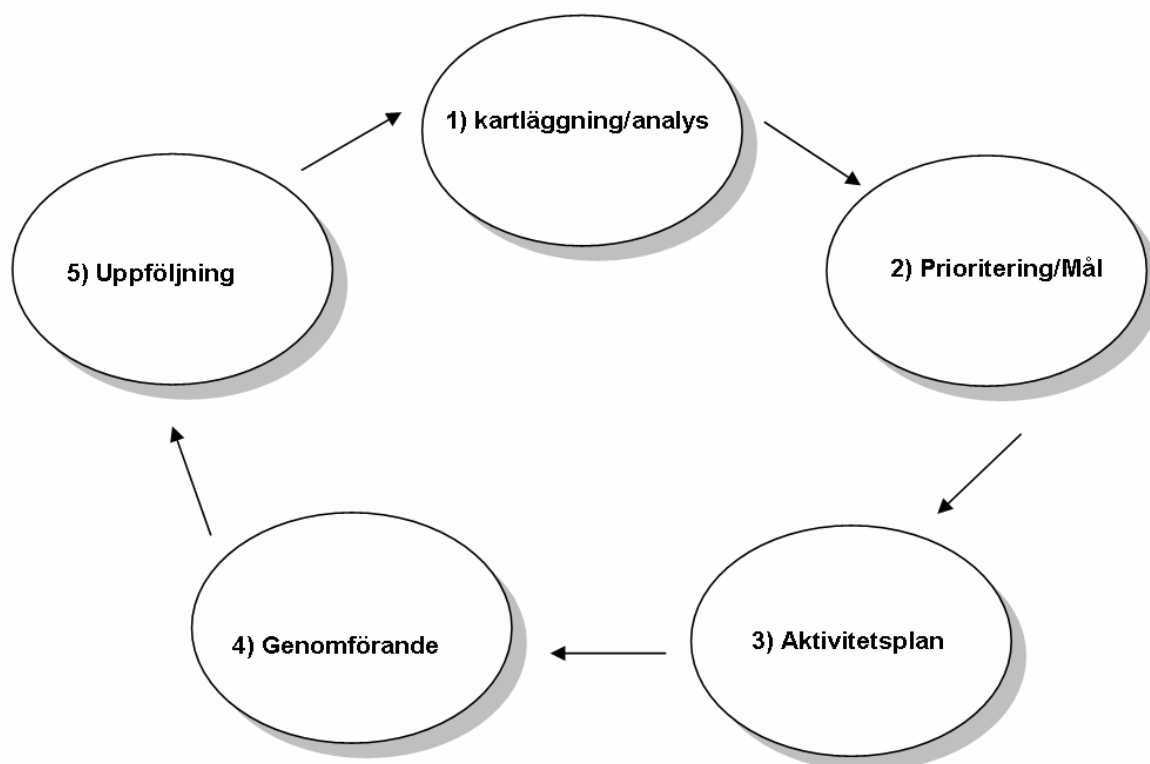 1) kartläggning/analys
2) Prioritering/Mål
3) Aktivitetsplan
4) Genomförande
5) Uppföljning